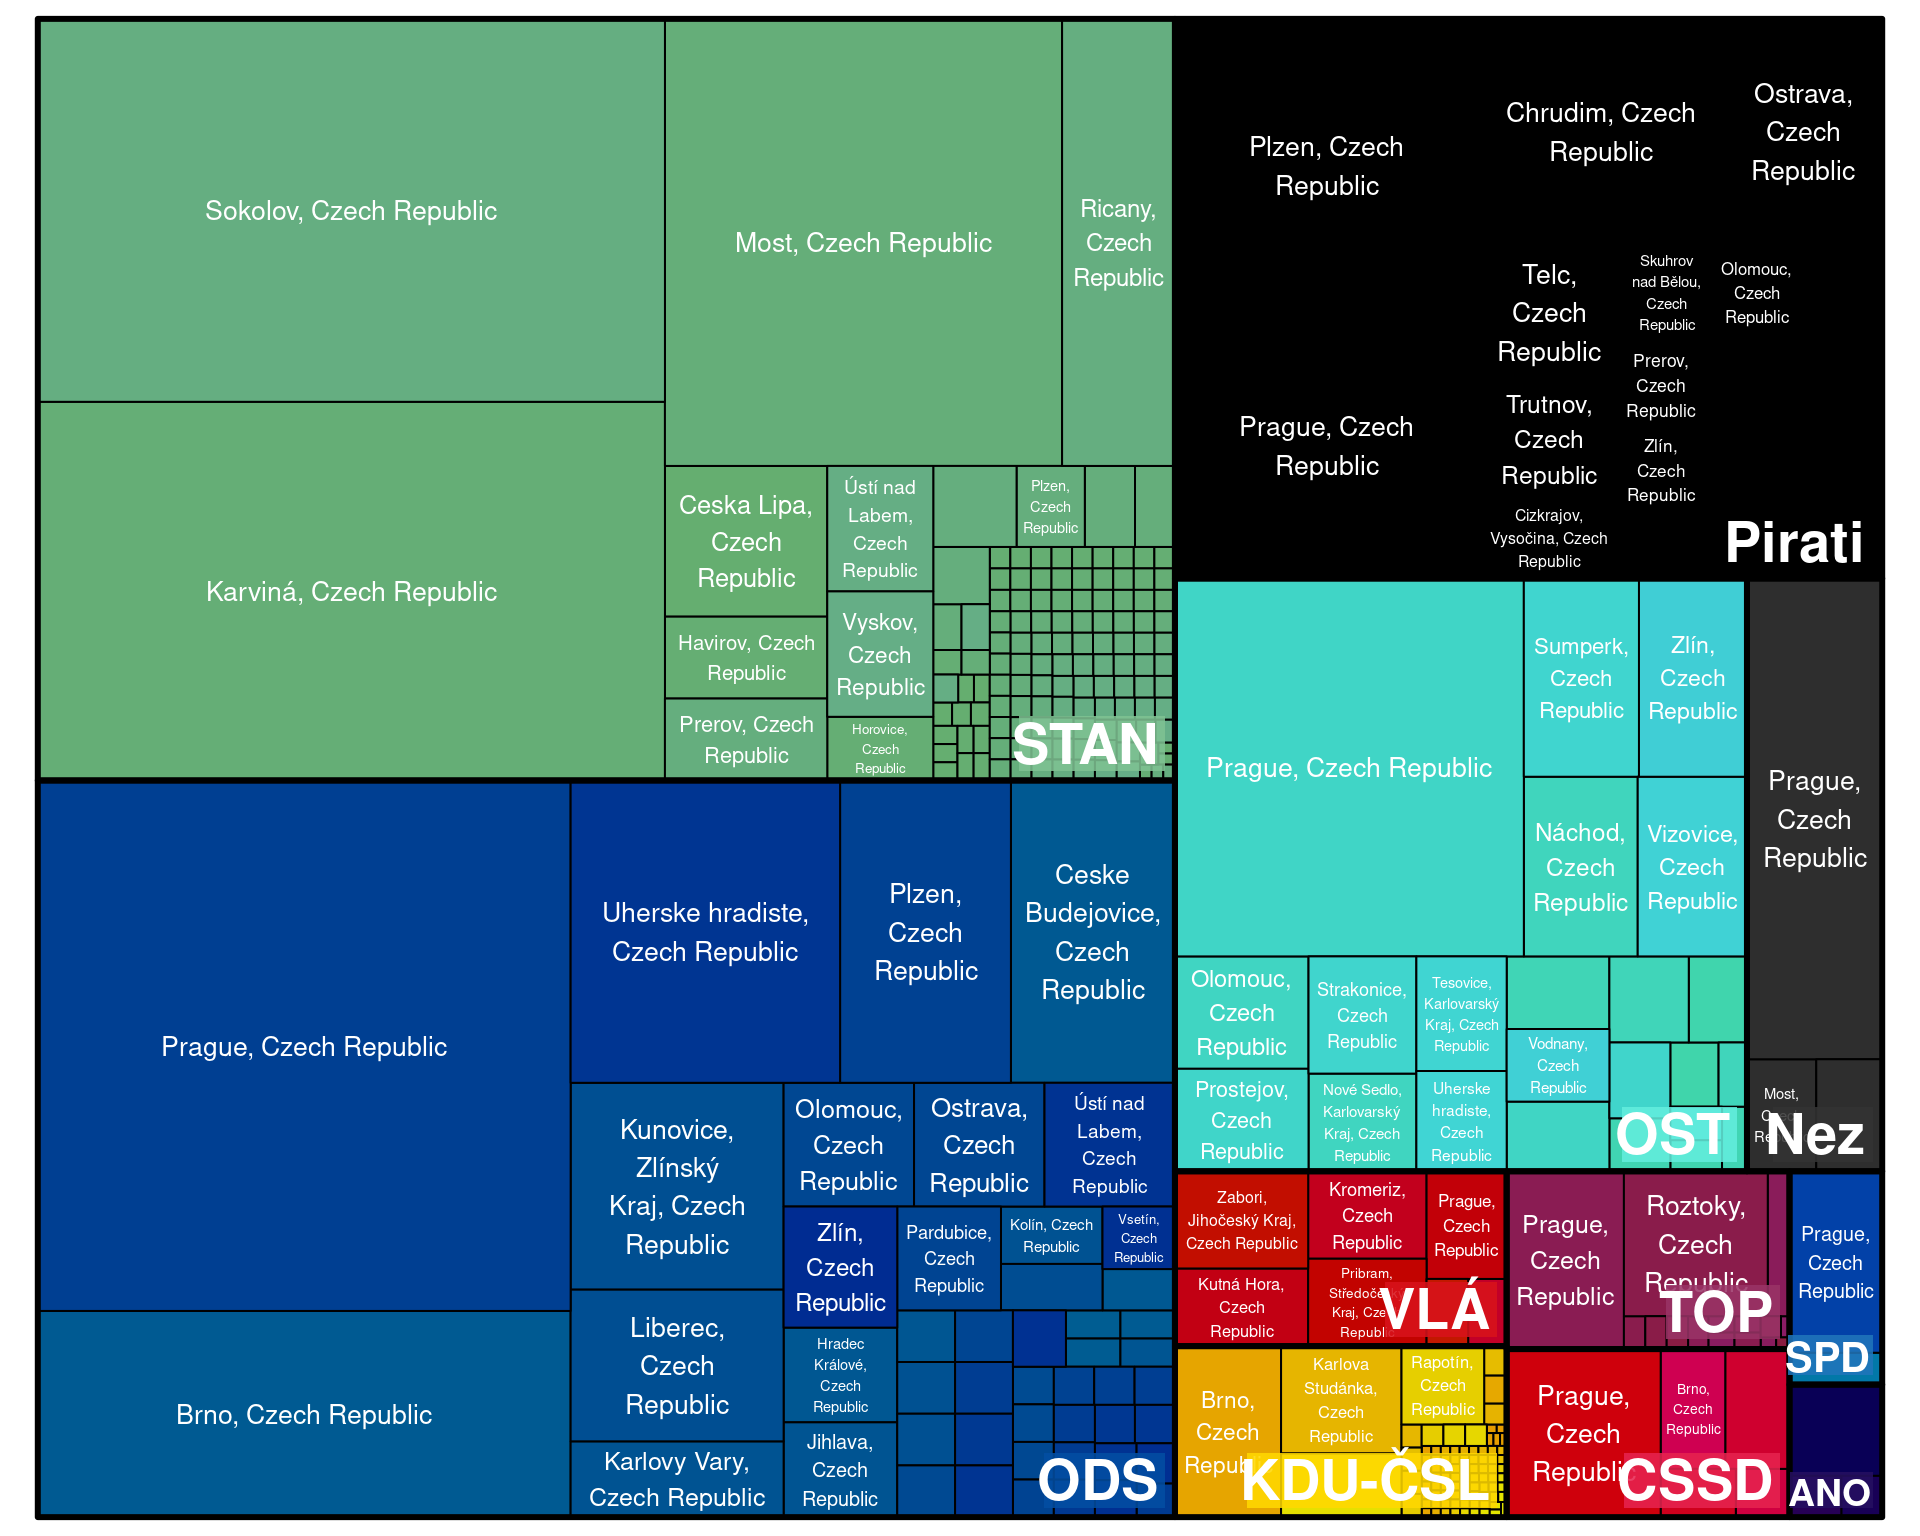 Sokolov, Czech Republic
Karviná, Czech Republic
Most, Czech Republic
Ricany,
Czech
Republic
Ceska Lipa,
Czech
Republic
Havirov, Czech
Republic
Prerov, Czech
Republic
Ústí nad
Labem,
Czech
Republic
Vyskov,
Czech
Republic
Horovice,
Czech
Republic
Plzen,
Czech
Republic
STAN
Plzen, Czech
Republic
Prague, Czech
Republic
Chrudim, Czech
Republic
Ostrava,
Czech
Republic
Telc,
Czech
Republic
Trutnov,
Czech
Republic
Cizkrajov,
Vysočina, Czech
Republic
Skuhrov
nad Bělou,
Czech
Republic
Prerov,
Czech
Republic
Zlín,
Czech
Republic
Olomouc,
Czech
Republic
Pirati
Prague, Czech Republic
Brno, Czech Republic
Uherske hradiste,
Czech Republic
Plzen,
Czech
Republic
Ceske
Budejovice,
Czech
Republic
Kunovice,
Zlínský
Kraj, Czech
Republic
Liberec,
Czech
Republic
Karlovy Vary,
Czech Republic
Olomouc,
Czech
Republic
Ostrava,
Czech
Republic
Ústí nad
Labem,
Czech
Republic
Zlín,
Czech
Republic
Hradec
Králové,
Czech
Republic
Jihlava,
Czech
Republic
Pardubice,
Czech
Republic
Kolín, Czech
Republic
Vsetín,
Czech
Republic
ODS
Prague, Czech Republic
Sumperk,
Czech
Republic
Zlín,
Czech
Republic
Náchod,
Czech
Republic
Vizovice,
Czech
Republic
Olomouc,
Czech
Republic
Prostejov,
Czech
Republic
Strakonice,
Czech
Republic
Nové Sedlo,
Karlovarský
Kraj, Czech
Republic
Tesovice,
Karlovarský
Kraj, Czech
Republic
Uherske
hradiste,
Czech
Republic
Vodnany,
Czech
Republic
OST
Prague,
Czech
Republic
Most,
Nez
Zabori,
Jihočeský Kraj,
Czech Republic
Kutná Hora,
Czech
Republic
Kromeriz,
Czech
Republic
Pribram,
Středočeský
Kraj, Czech
Republic
Prague,
Czech
Republic
VLÁ
Prague,
Czech
Republic
Roztoky,
Czech
Republic
TOP
Prague,
Czech
Republic
SPD
Brno,
Czech
Republic
Karlova
Studánka,
Czech
Republic
Rapotín,
Czech
Republic
KDU-ČSL
Prague,
Czech
Republic
Brno,
Czech
Republic
CSSD
ANO